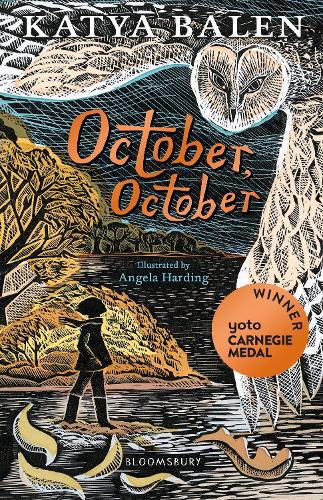 KATYA BALEN
October,
October
Illustrated by
Angela Harding
WINNER
yoto
CARNEGIE
MEDAL
BLOOMSBURY